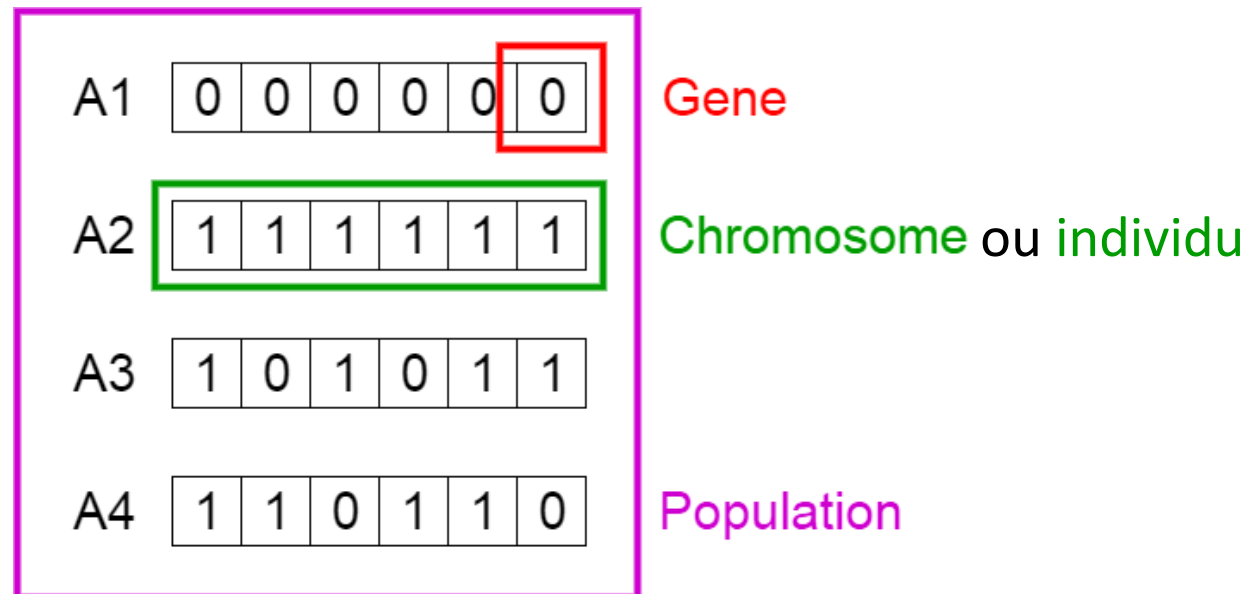 A1 0 0 0 0 0 0 Gene
A2 1 1 1 1 1 1 Chromosome ou individu
A3 1 0 1 0 1 1
A4 1 1 0 1 1 0 Population